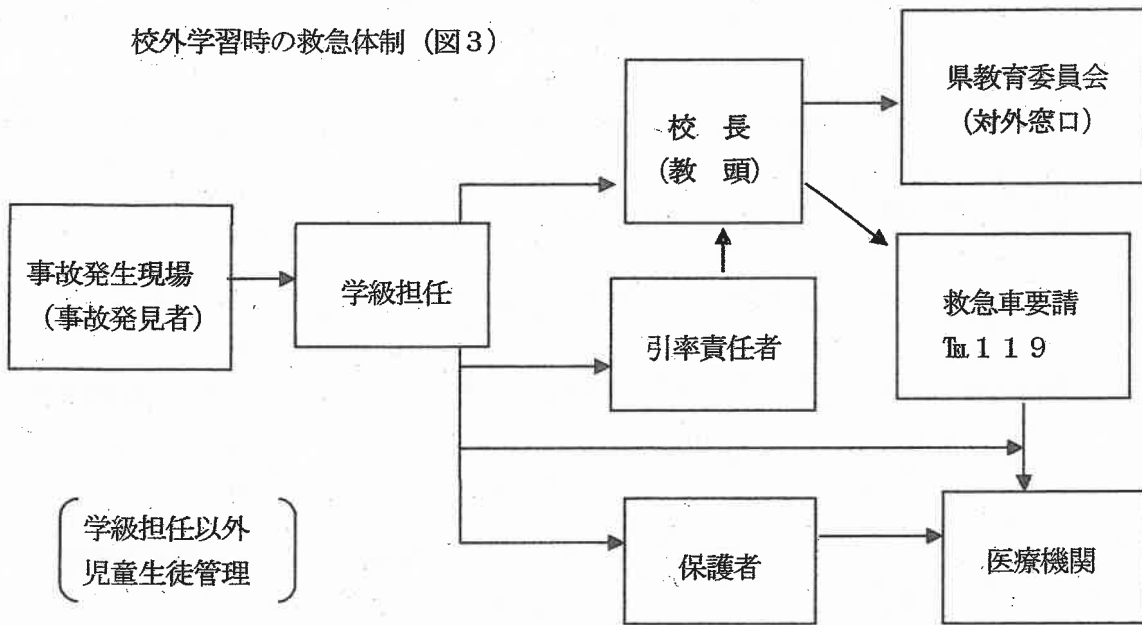 校外学習時の救急体制（図３）
県教育委員会
（対外窓口）
校　長
（教　頭）
事故発生現場
（事故発見者）
学級担任
引率責任者
救急車要請
℡１１９
学級担任以外
児童生徒管理
保護者
医療機関